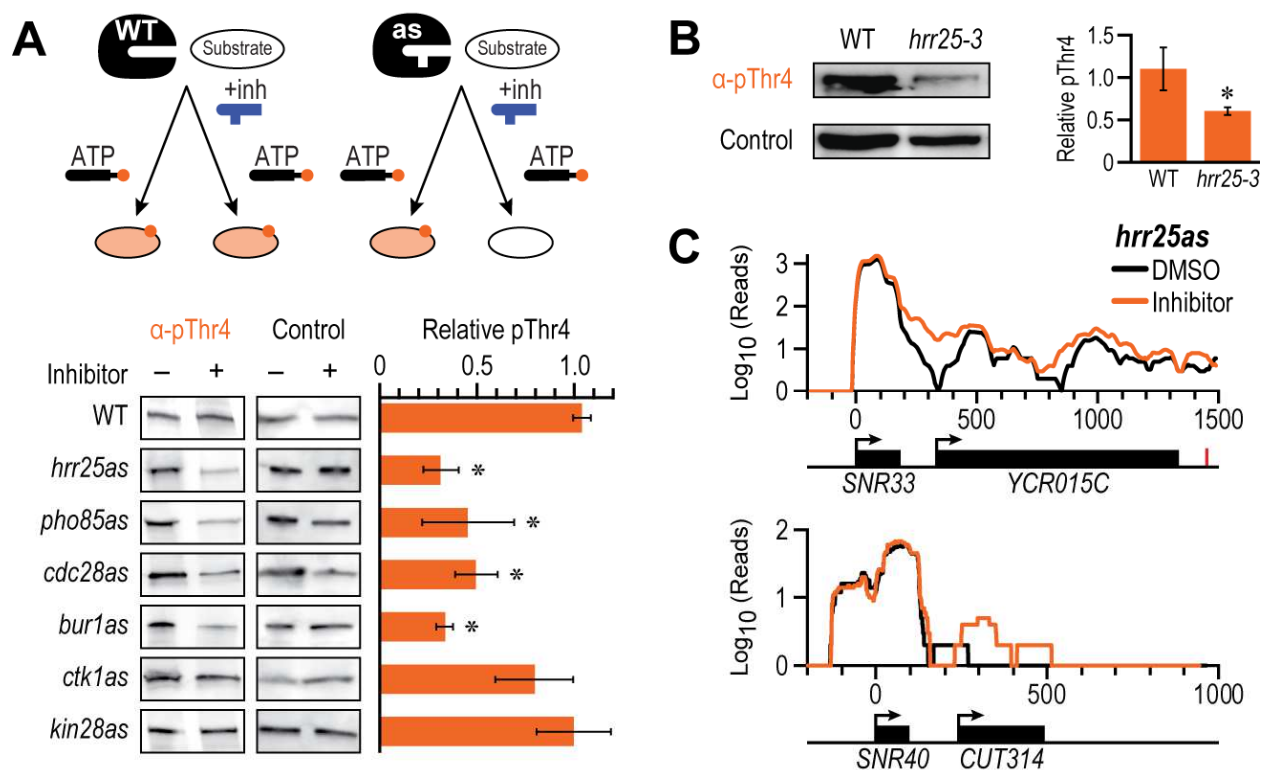 A
WT
Substrate
+inh
ATP
ATP
as
Substrate
+inh
ATP
ATP
α-pThr4
Control
Relative pThr4
Inhibitor
–
+
–
+
0
0.5
1.0
WT
hrr25as
*
pho85as
*
cdc28as
*
bur1as
*
ctk1as
kin28as
B
WT
hrr25-3
α-pThr4
Control
Relative pThr4
1.5
1.0
0.5
0
*
WT
hrr25-3
C
hrr25as
DMSO
Inhibitor
Log10 (Reads)
3
2
1
0
0
500
1000
1500
SNR33
YCR015C
Log10 (Reads)
2
1
0
0
500
1000
SNR40
CUT314